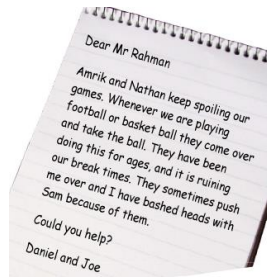 Dear Mr Rahman
Amrik and Nathan keep spoiling our
games. Whenever we are playing
football or basket ball they come over
and take the ball. They have been
doing this for ages, and it is ruining
our break times. They sometimes push
me over and I have bashed heads with
Sam because of them.
Could you help?
Daniel and Joe